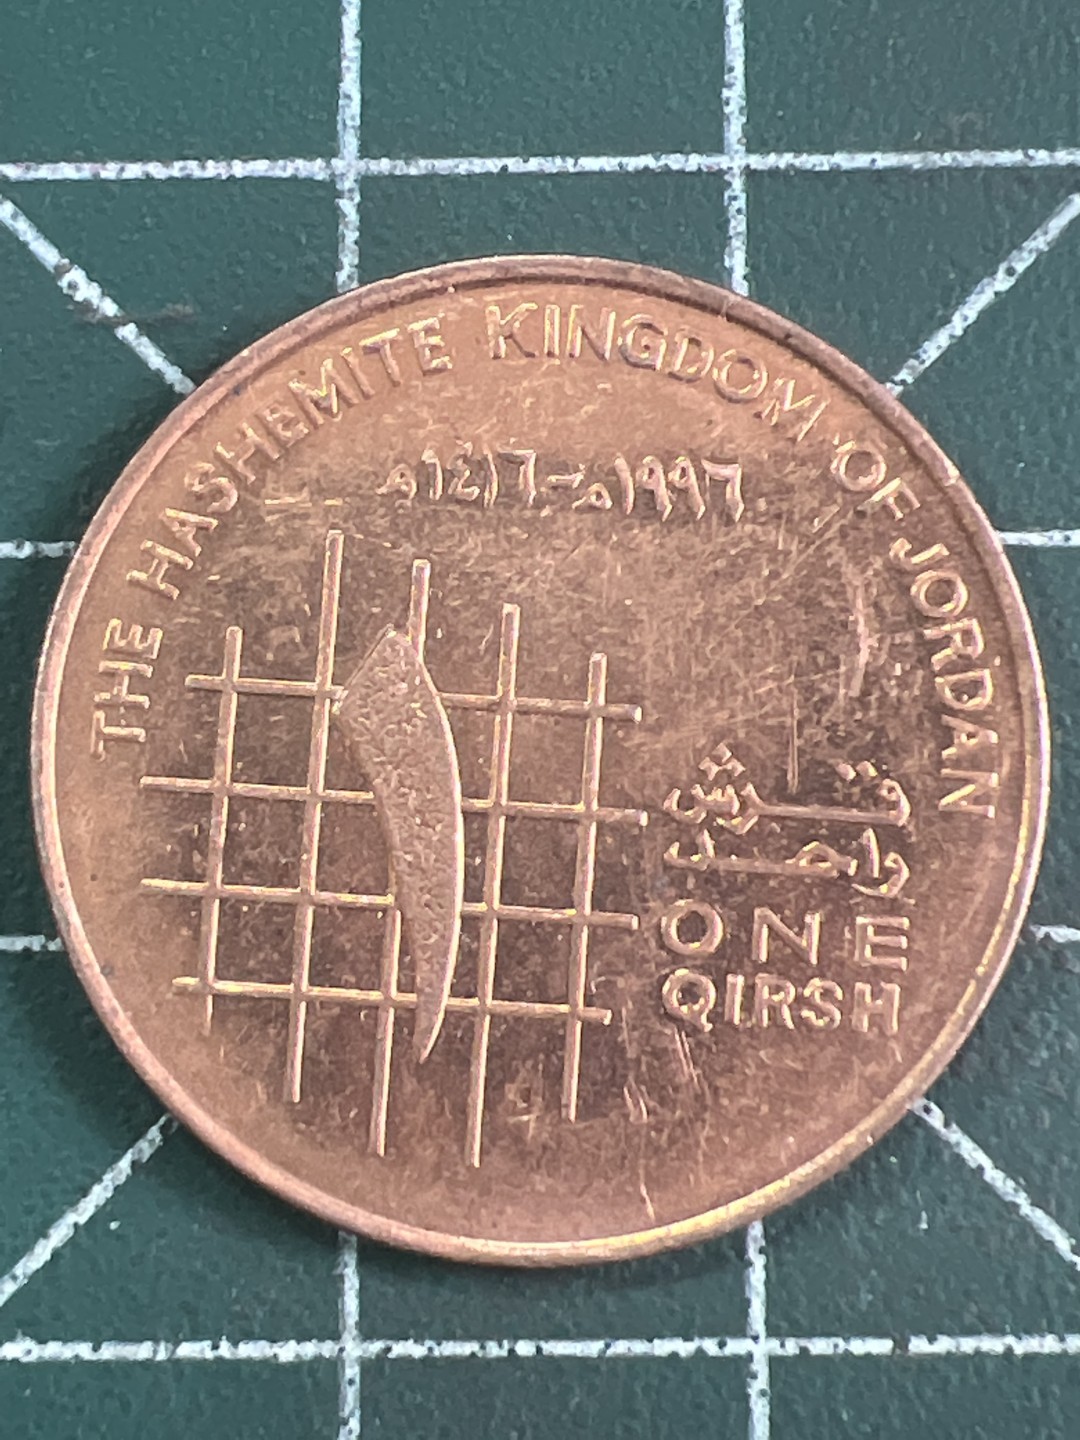 THE HASHEMITE KINGDOM OF JORDAN
١٩٩٦م - ١٤١٦هـ
قرش
واحد
ONE
QIRSH